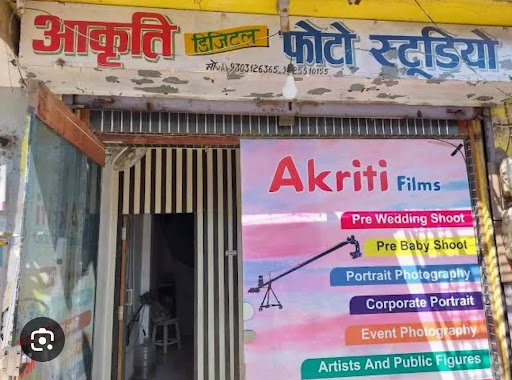 आकृति डिजिटल फोटो स्टूडियो
Akriti Films
Pre Wedding Shoot
Pre Baby Shoot
Portrait Photography
Corporate Portrait
Event Photography
Artists And Public Figures